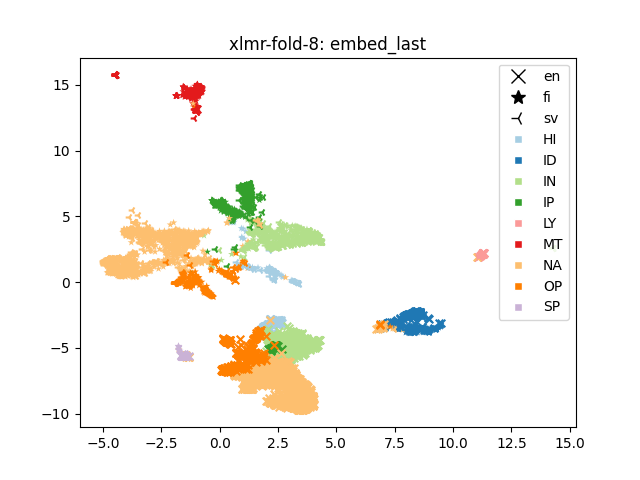 xlmr-fold-8: embed_last
en
fi
sv
HI
ID
IN
IP
LY
MT
NA
OP
SP
15
10
5
0
−5
−10
−5.0
−2.5
0.0
2.5
5.0
7.5
10.0
12.5
15.0